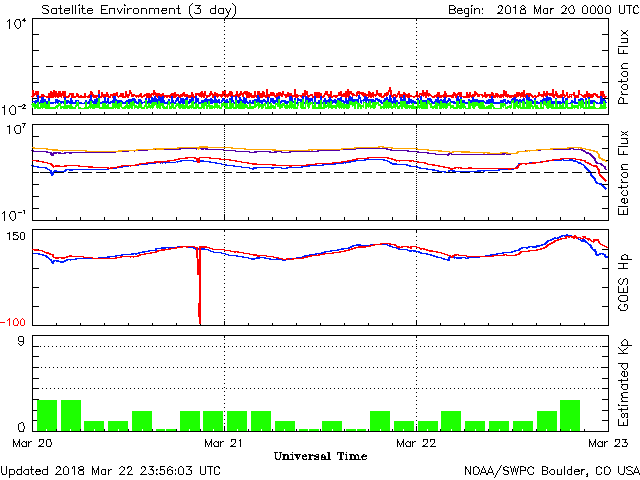 Satellite Environment (3 day)
Begin: 2018 Mar 20 0000 UTC
10⁴
10⁻²
Proton Flux
10⁷
10⁻¹
Electron Flux
150
-100
GOES Hp
9
0
Estimated Kp
Mar 20 Mar 21 Mar 22 Mar 23
Universal Time
Updated 2018 Mar 22 23:56:03 UTC
NOAA/SWPC Boulder, CO USA